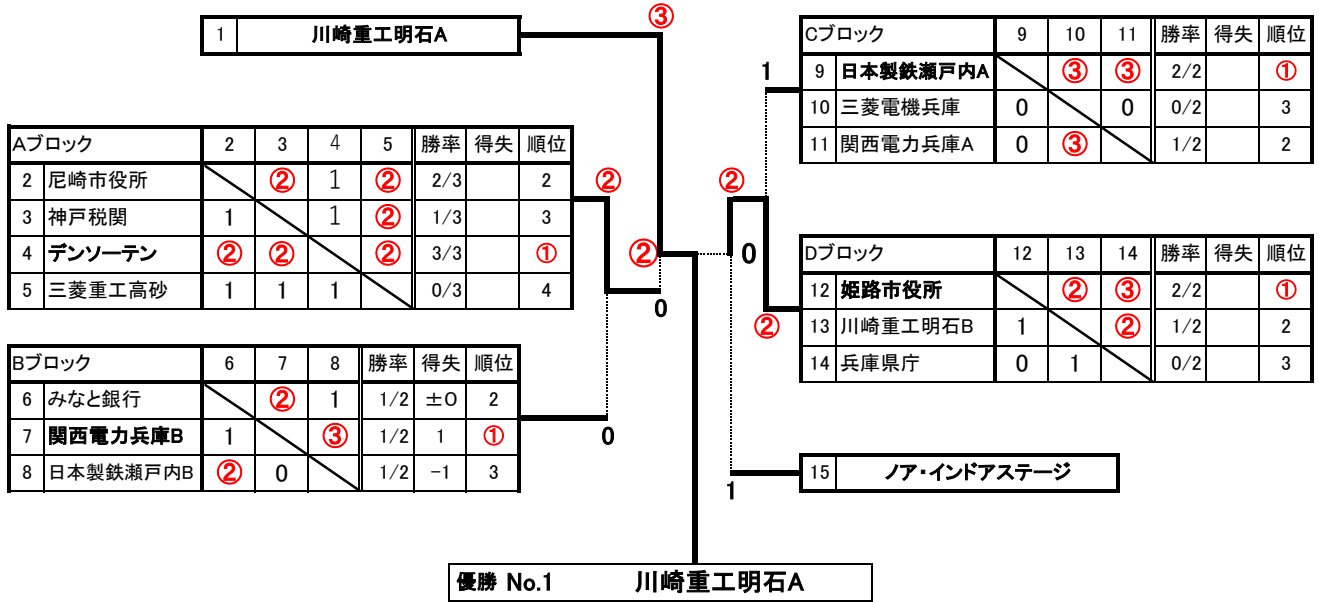 ③
1 川崎重工明石A
Aブロック 2 3 4 5 勝率 得失 順位
2 尼崎市役所 ② 1 ② 2/3 2
3 神戸税関 1 1 ② 1/3 3
4 デンソーテン ② ② ② 3/3 ①
5 三菱重工高砂 1 1 1 0/3 4
②
②
0
Bブロック 6 7 8 勝率 得失 順位
6 みなと銀行 ② 1 1/2 ±0 2
7 関西電力兵庫B 1 ③ 1/2 1 ①
8 日本製鉄瀬戸内B ② 0 1/2 -1 3
0
Cブロック 9 10 11 勝率 得失 順位
9 日本製鉄瀬戸内A ③ ③ 2/2 ①
10 三菱電機兵庫 0 0 0/2 3
11 関西電力兵庫A 0 ③ 1/2 2
1
②
0
②
Dブロック 12 13 14 勝率 得失 順位
12 姫路市役所 ② ③ 2/2 ①
13 川崎重工明石B 1 ② 1/2 2
14 兵庫県庁 0 1 0/2 3
15 ノア・インドアステージ
1
優勝 No.1 川崎重工明石A